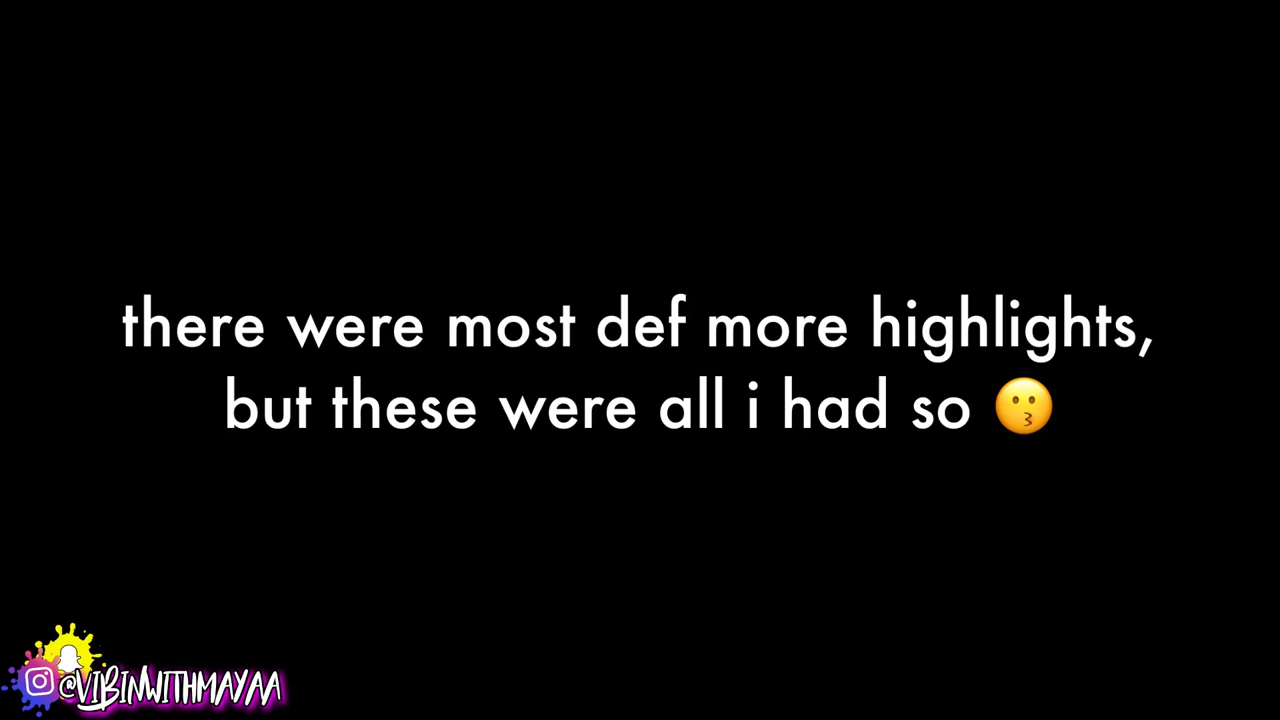 there were most def more highlights,
but these were all i had so 😗
@VIBINWITHMAYAA